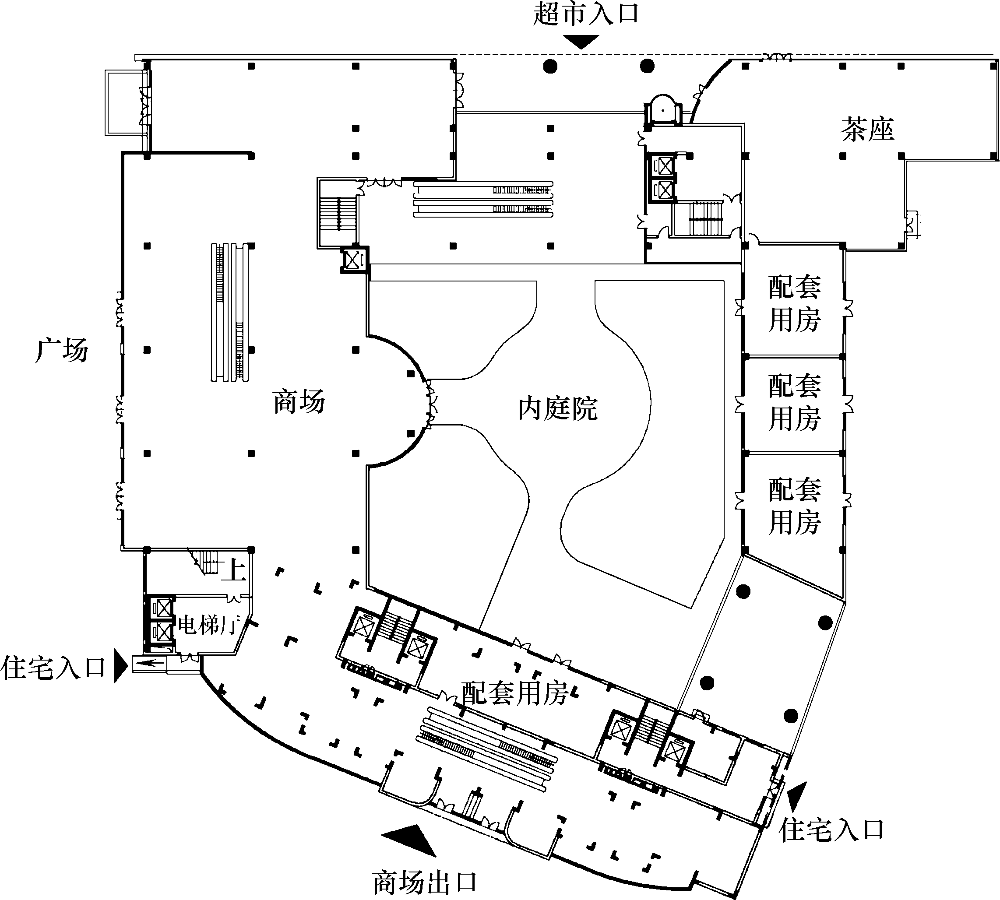 超市入口
茶座
配套
用房
广场
商场
内庭院
配套
用房
配套
用房
上
电梯厅
住宅入口
配套用房
住宅入口
商场出口